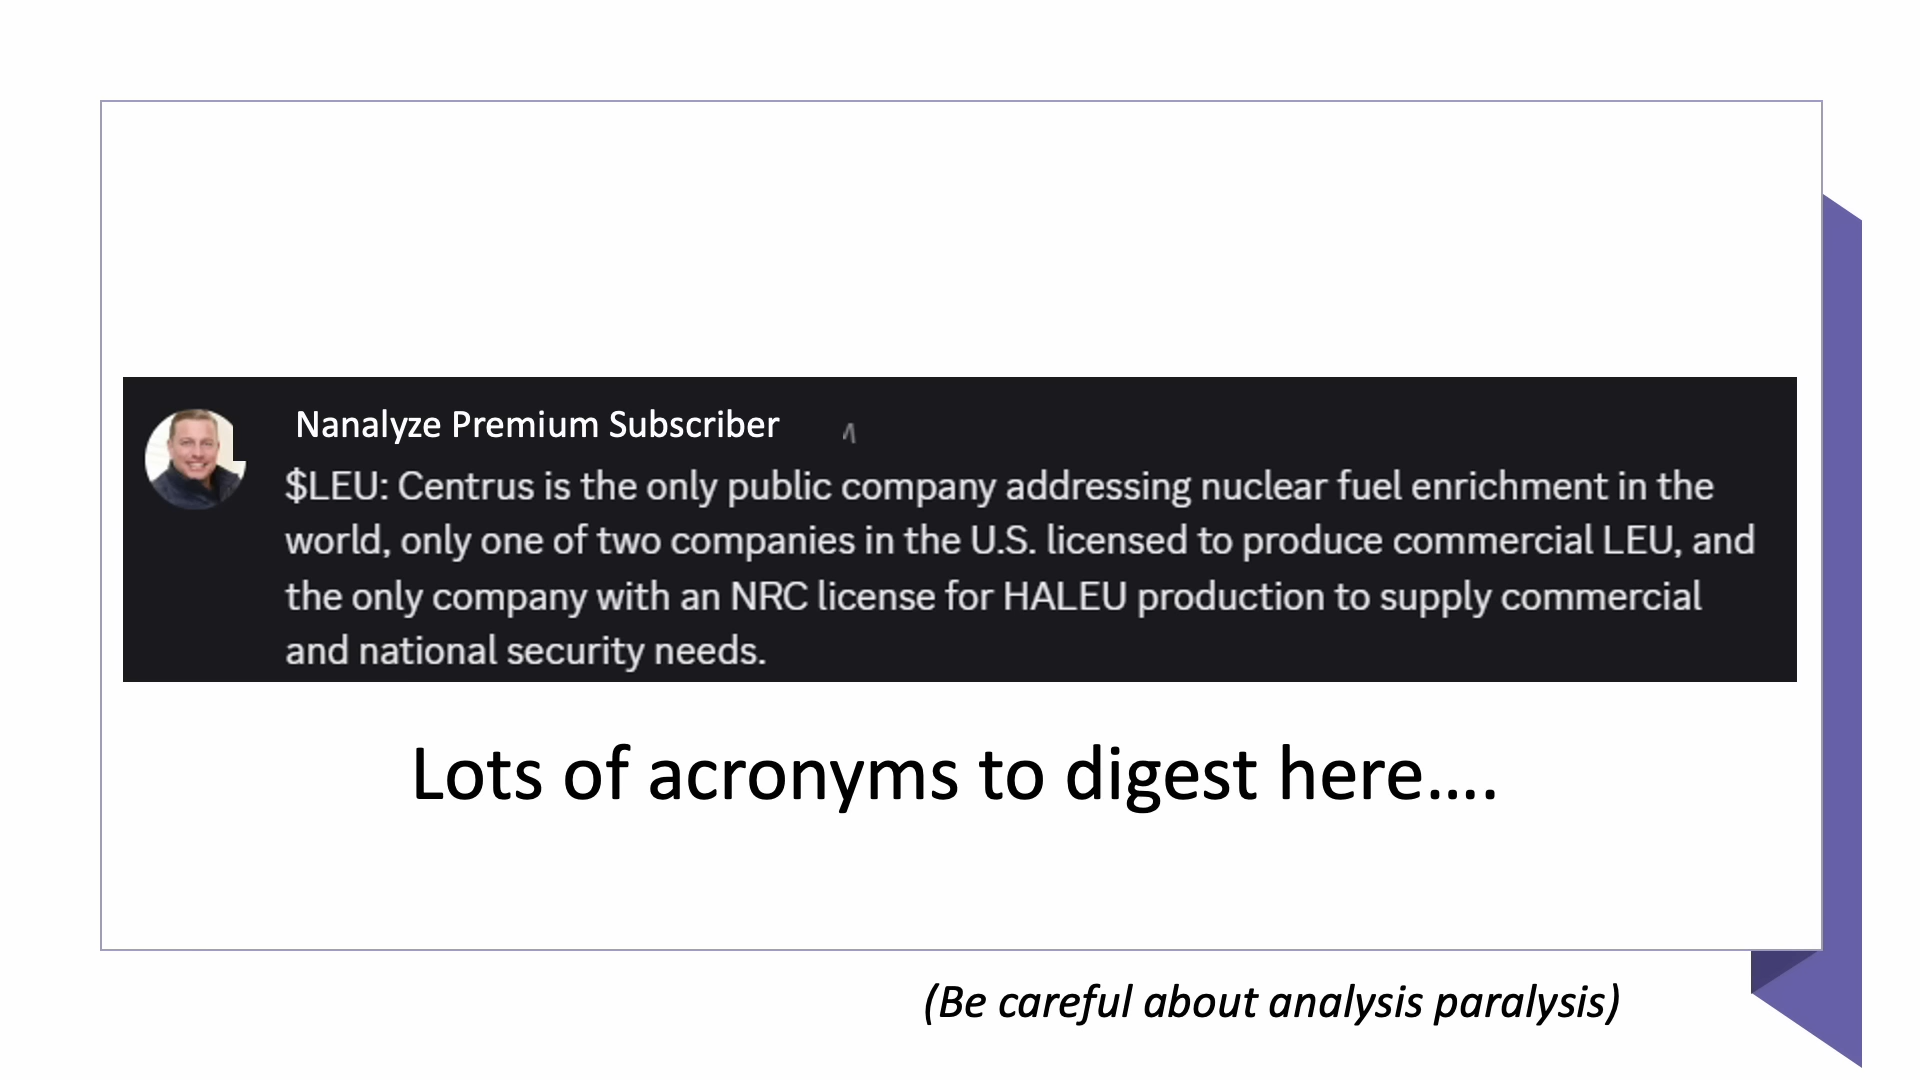 Nanalyze Premium Subscriber
$LEU: Centrus is the only public company addressing nuclear fuel enrichment in the
world, only one of two companies in the U.S. licensed to produce commercial LEU, and
the only company with an NRC license for HALEU production to supply commercial
and national security needs.
Lots of acronyms to digest here....
(Be careful about analysis paralysis)